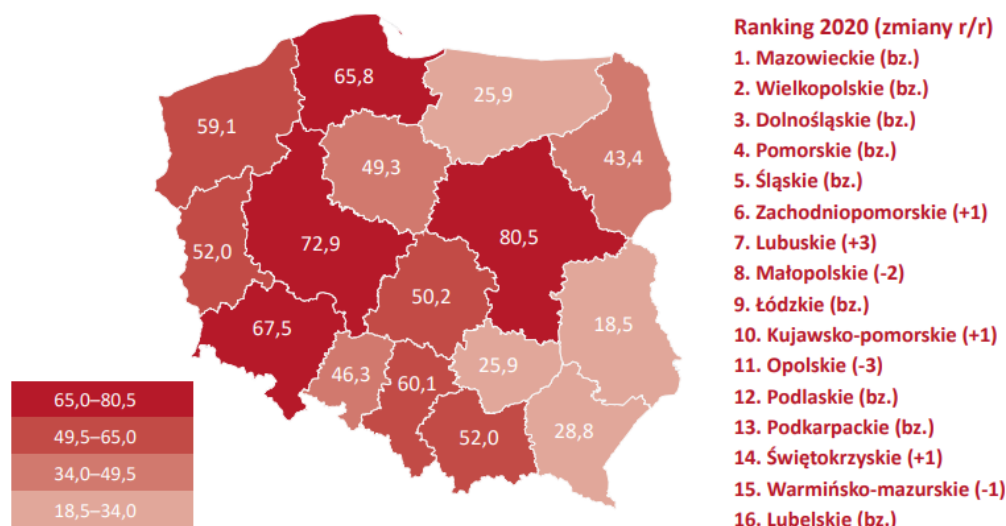 65,8
25,9
59,1
49,3
43,4
72,9
80,5
52,0
50,2
67,5
18,5
46,3
60,1
25,9
52,0
28,8
65,0–80,5
49,5–65,0
34,0–49,5
18,5–34,0
Ranking 2020 (zmiany r/r)
1. Mazowieckie (bz.)
2. Wielkopolskie (bz.)
3. Dolnośląskie (bz.)
4. Pomorskie (bz.)
5. Śląskie (bz.)
6. Zachodniopomorskie (+1)
7. Lubuskie (+3)
8. Małopolskie (-2)
9. Łódzkie (bz.)
10. Kujawsko-pomorskie (+1)
11. Opolskie (-3)
12. Podlaskie (bz.)
13. Podkarpackie (bz.)
14. Świętokrzyskie (+1)
15. Warmińsko-mazurskie (-1)
16. Lubelskie (bz.)